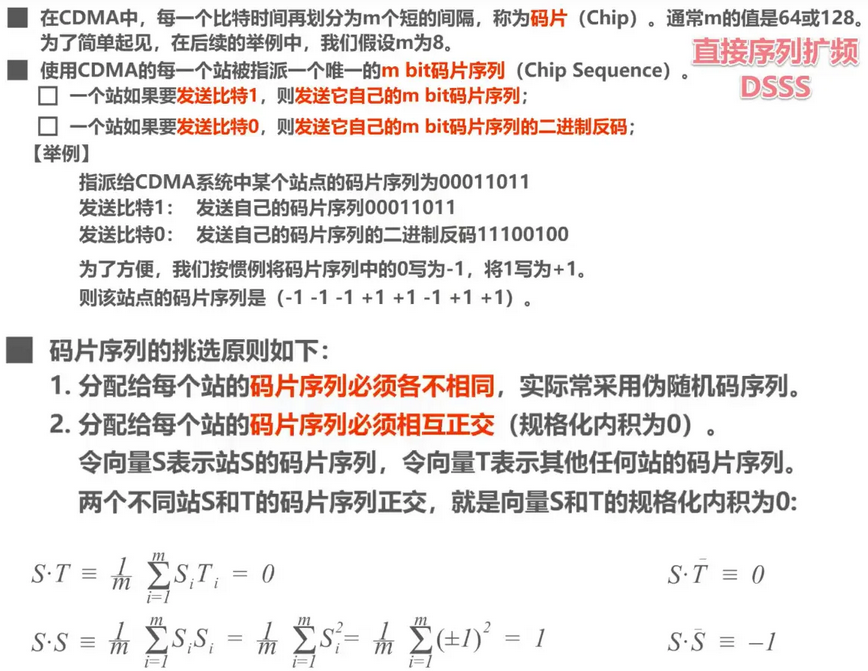 ■ 在CDMA中，每一个比特时间再划分为m个短的间隔，称为码片（Chip）。通常m的值是64或128。
为了简单起见，在后续的举例中，我们假设m为8。
■ 使用CDMA的每一个站被指派一个唯一的m bit码片序列（Chip Sequence）。
直接序列扩频
DSSS
□ 一个站如果要发送比特1，则发送它自己的m bit码片序列；
□ 一个站如果要发送比特0，则发送它自己的m bit码片序列的二进制反码；
【举例】
指派给CDMA系统中某个站点的码片序列为00011011
发送比特1： 发送自己的码片序列00011011
发送比特0： 发送自己的码片序列的二进制反码11100100
为了方便，我们按惯例将码片序列中的0写为-1，将1写为+1。
则该站点的码片序列是（-1 -1 -1 +1 +1 -1 +1 +1）。
■ 码片序列的挑选原则如下：
1. 分配给每个站的码片序列必须各不相同，实际常采用伪随机码序列。
2. 分配给每个站的码片序列必须相互正交（规格化内积为0）。
令向量S表示站S的码片序列，令向量T表示其他任何站的码片序列。
两个不同站S和T的码片序列正交，就是向量S和T的规格化内积为0:
S·T ≡ 1/m ∑_{i=1}^{m} S_i T_i = 0
S·T̄ ≡ 0
S·S ≡ 1/m ∑_{i=1}^{m} S_i S_i = 1/m ∑_{i=1}^{m} S_i^2 = 1/m ∑_{i=1}^{m} (±1)^2 = 1
S·S̄ ≡ −1